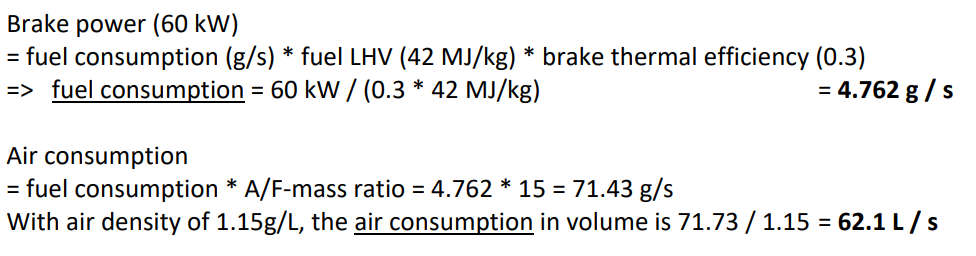 Brake power (60 kW)
= fuel consumption (g/s) * fuel LHV (42 MJ/kg) * brake thermal efficiency (0.3)
=> fuel consumption = 60 kW / (0.3 * 42 MJ/kg) = 4.762 g / s
Air consumption
= fuel consumption * A/F-mass ratio = 4.762 * 15 = 71.43 g/s
With air density of 1.15g/L, the air consumption in volume is 71.73 / 1.15 = 62.1 L / s